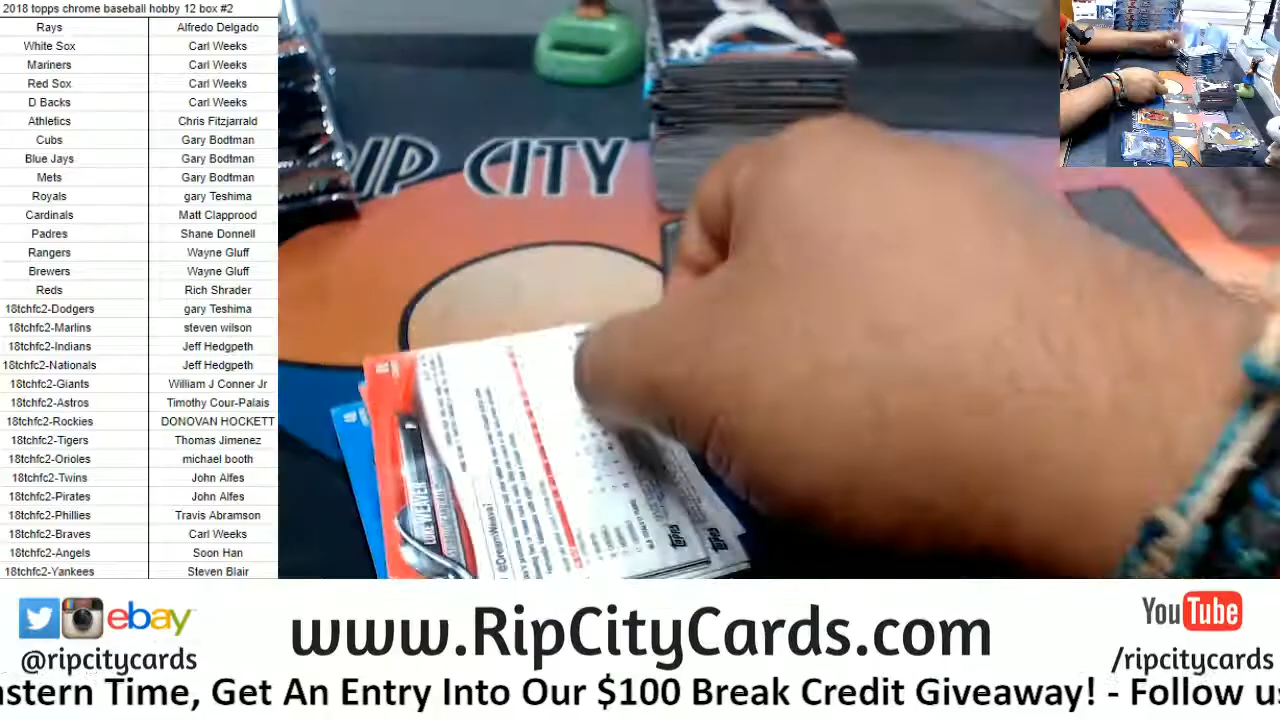 2018 topps chrome baseball hobby 12 box #2
Rays Alfredo Delgado
White Sox Carl Weeks
Mariners Carl Weeks
Red Sox Carl Weeks
D Backs Carl Weeks
Athletics Chris Fitzjarrald
Cubs Gary Bodtman
Blue Jays Gary Bodtman
Mets Gary Bodtman
Royals gary Teshima
Cardinals Matt Clapprood
Padres Shane Donnell
Rangers Wayne Gluff
Brewers Wayne Gluff
Reds Rich Shrader
18tchfc2-Dodgers gary Teshima
18tchfc2-Marlins steven wilson
18tchfc2-Indians Jeff Hedgpeth
18tchfc2-Nationals Jeff Hedgpeth
18tchfc2-Giants William J Conner Jr
18tchfc2-Astros Timothy Cour-Palais
18tchfc2-Rockies DONOVAN HOCKETT
18tchfc2-Tigers Thomas Jimenez
18tchfc2-Orioles michael booth
18tchfc2-Twins John Alfes
18tchfc2-Pirates John Alfes
18tchfc2-Phillies Travis Abramson
18tchfc2-Braves Carl Weeks
18tchfc2-Angels Soon Han
18tchfc2-Yankees Steven Blair
RIP CITY
LUKE WEAVER
TOPPS
TOPPS
ebay
@ripcitycards
www.RipCityCards.com
YouTube
/ripcitycards
astern Time, Get An Entry Into Our $100 Break Credit Giveaway! - Follow us